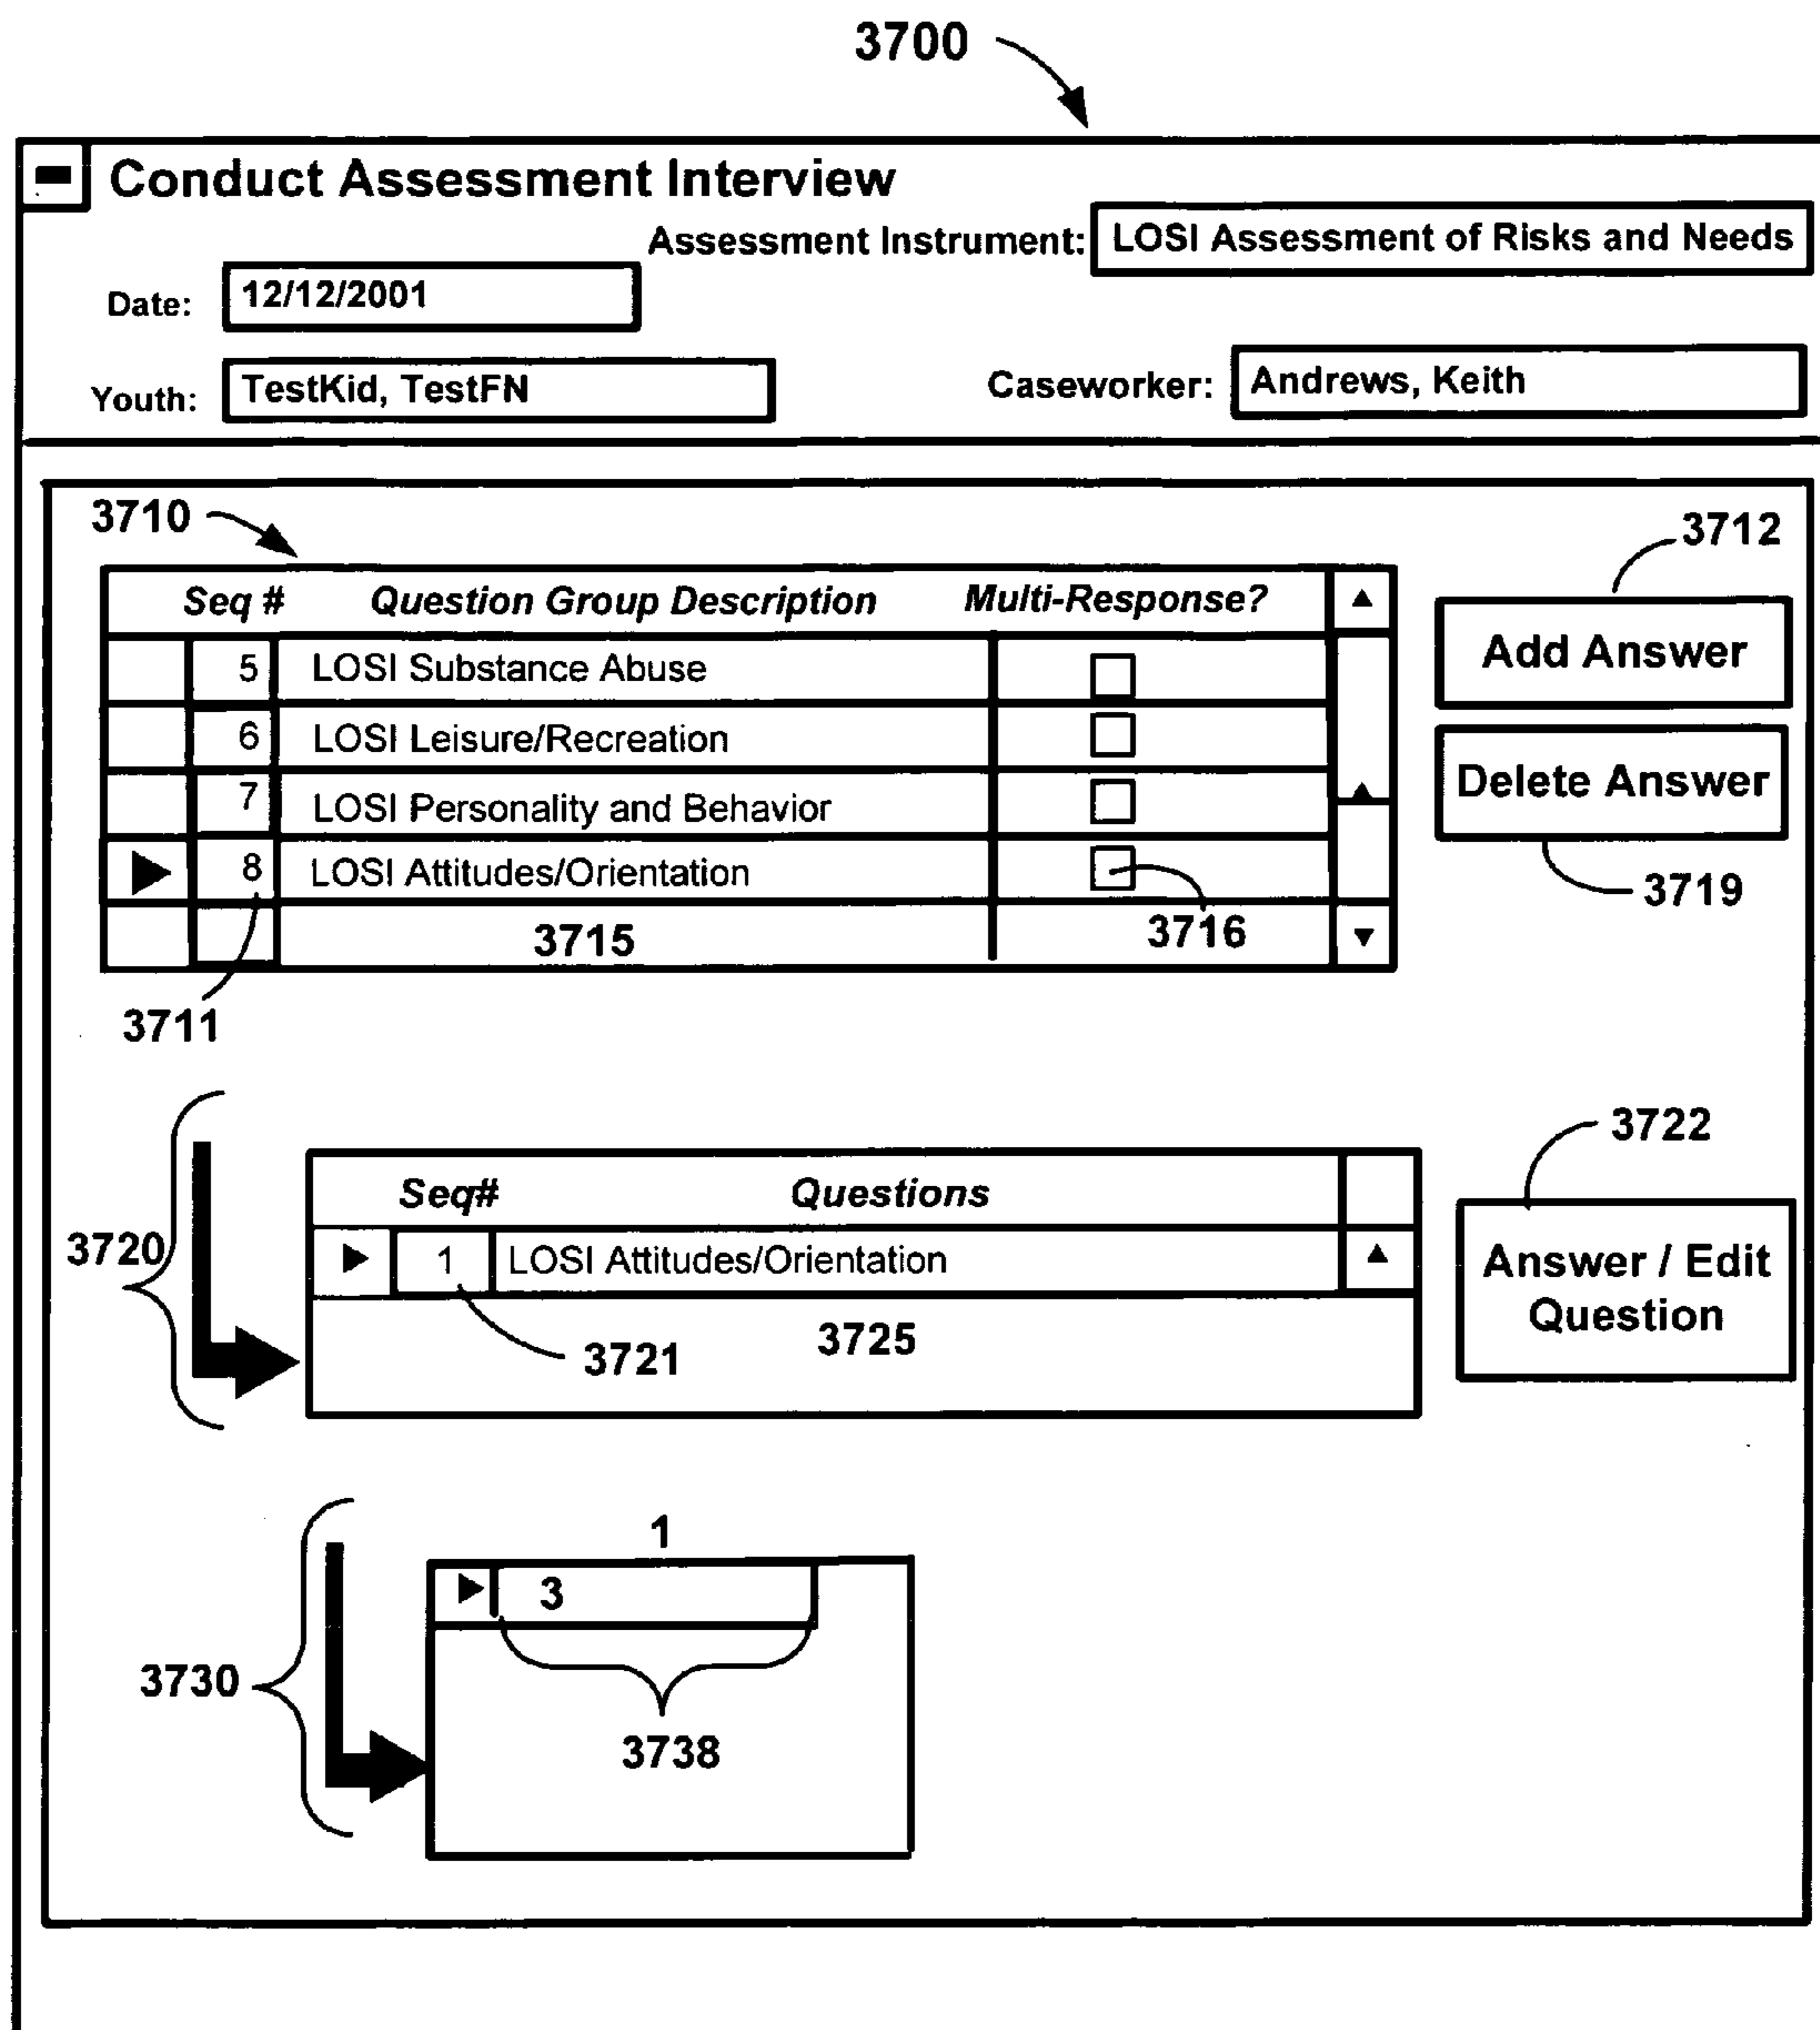 3700
Conduct Assessment Interview
Assessment Instrument: LOSI Assessment of Risks and Needs
Date: 12/12/2001
Youth: TestKid, TestFN Caseworker: Andrews, Keith
3710
3712
Seq # Question Group Description Multi-Response?
Add Answer
5 LOSI Substance Abuse
6 LOSI Leisure/Recreation
Delete Answer
7 LOSI Personality and Behavior
8 LOSI Attitudes/Orientation
3719
3715 3716
3711
3722
Seq# Questions
3720
1 LOSI Attitudes/Orientation
Answer / Edit
Question
3721 3725
1
3
3730
3738